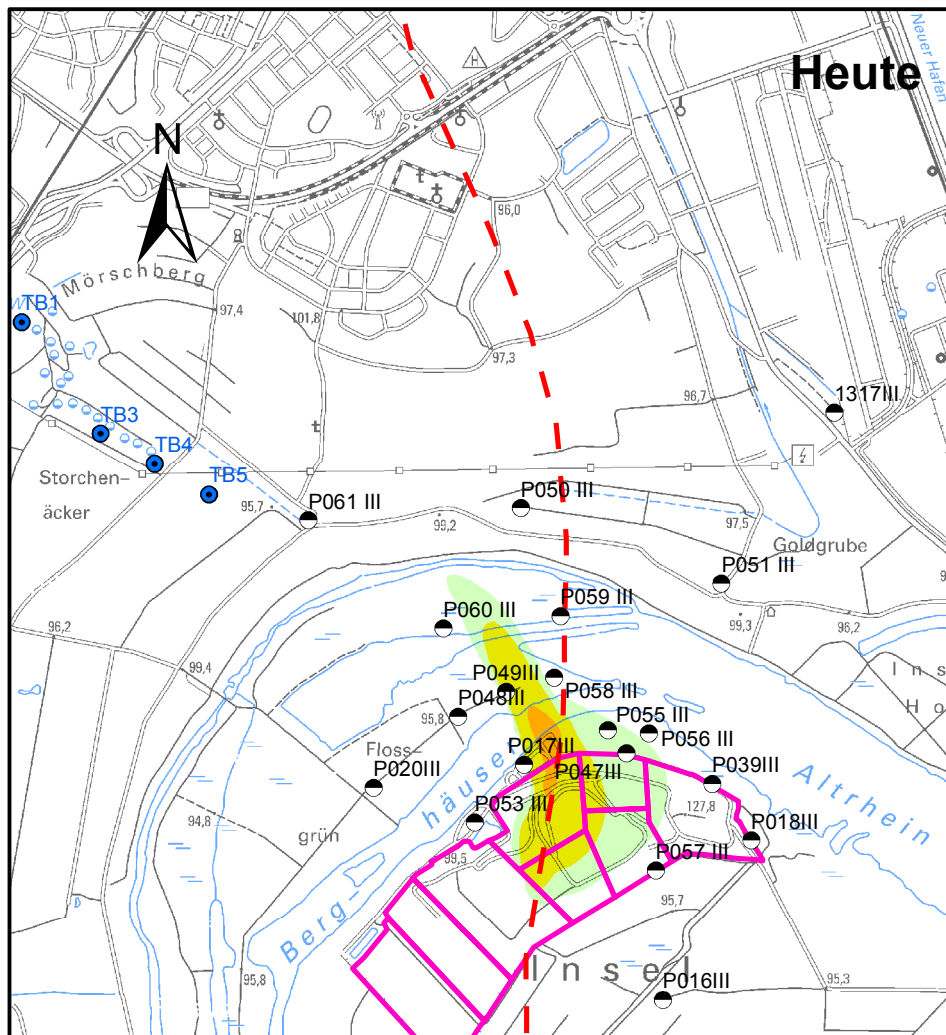 Heute
Neuer Hafen
H
N
96,0
Mörschberg
W
TB1
97,4
101,8
97,3
96,7
1317III
TB3
TB4
Storchen-
äcker
TB5
95,7
P061 III
99,2
P050 III
97,5
Goldgrube
P051 III
96,2
99,4
P060 III
P059 III
99,3
96,2
P049III
P058 III
P048III
95,8
P055 III
P056 III
Floss-
P020III
P017III
P047III
P039III
127,8
Altrhein
94,8
grün
häuser
P053 III
P018III
99,5
P057 III
Berg-
95,7
Insel
95,8
P016III
95,3
Ins
Ho